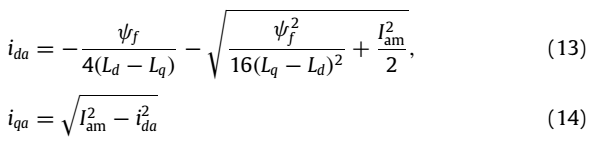 i_{da} = -\frac{\psi_f}{4(L_d - L_q)} - \sqrt{\frac{\psi_f^2}{16(L_q - L_d)^2} + \frac{I_{am}^2}{2}}, (13)
i_{qa} = \sqrt{I_{am}^2 - i_{da}^2} (14)